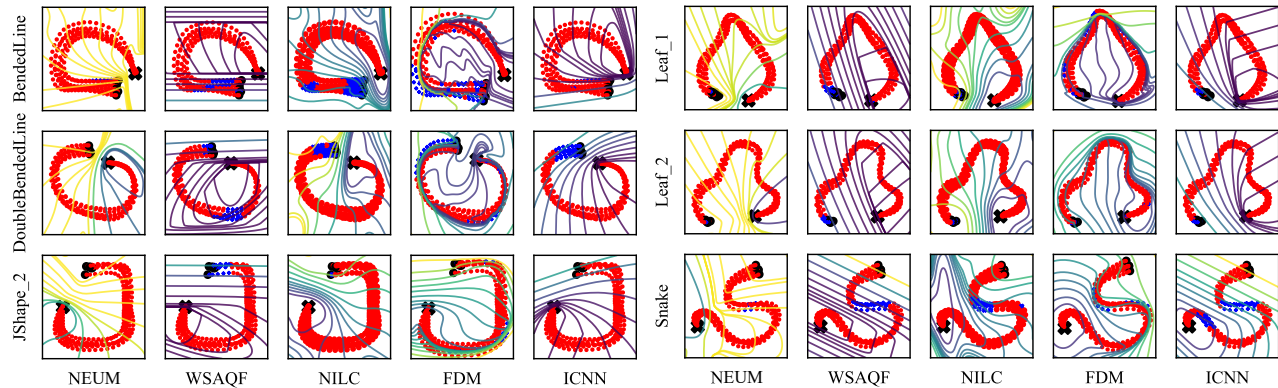 BendedLine
DoubleBendedLine
JShape_2
NEUM WSAQF NILC FDM ICNN
Leaf_1
Leaf_2
Snake
NEUM WSAQF NILC FDM ICNN